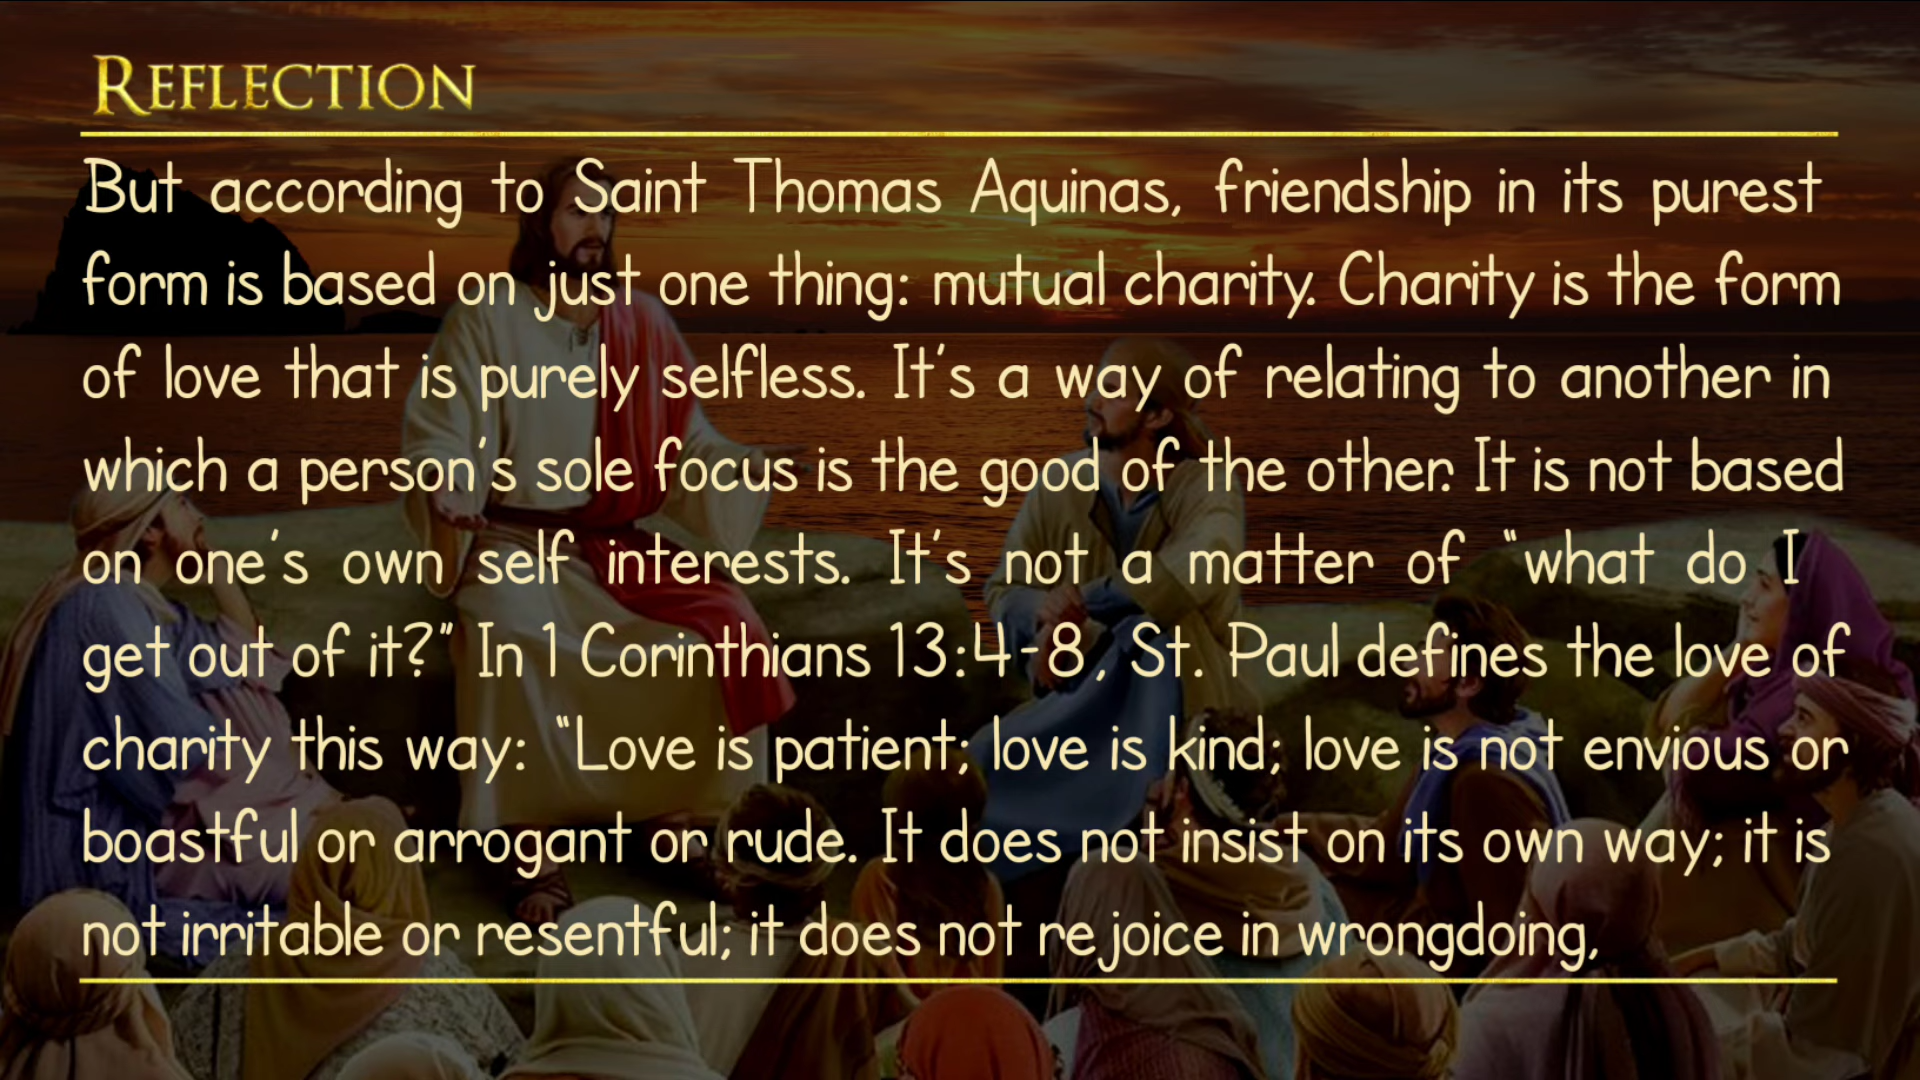 REFLECTION
But according to Saint Thomas Aquinas, friendship in its purest
form is based on just one thing: mutual charity. Charity is the form
of love that is purely selfless. It's a way of relating to another in
which a person's sole focus is the good of the other. It is not based
on one's own self interests. It's not a matter of "what do I
get out of it?" In 1 Corinthians 13:4-8, St. Paul defines the love of
charity this way: "Love is patient; love is kind; love is not envious or
boastful or arrogant or rude. It does not insist on its own way; it is
not irritable or resentful; it does not rejoice in wrongdoing,